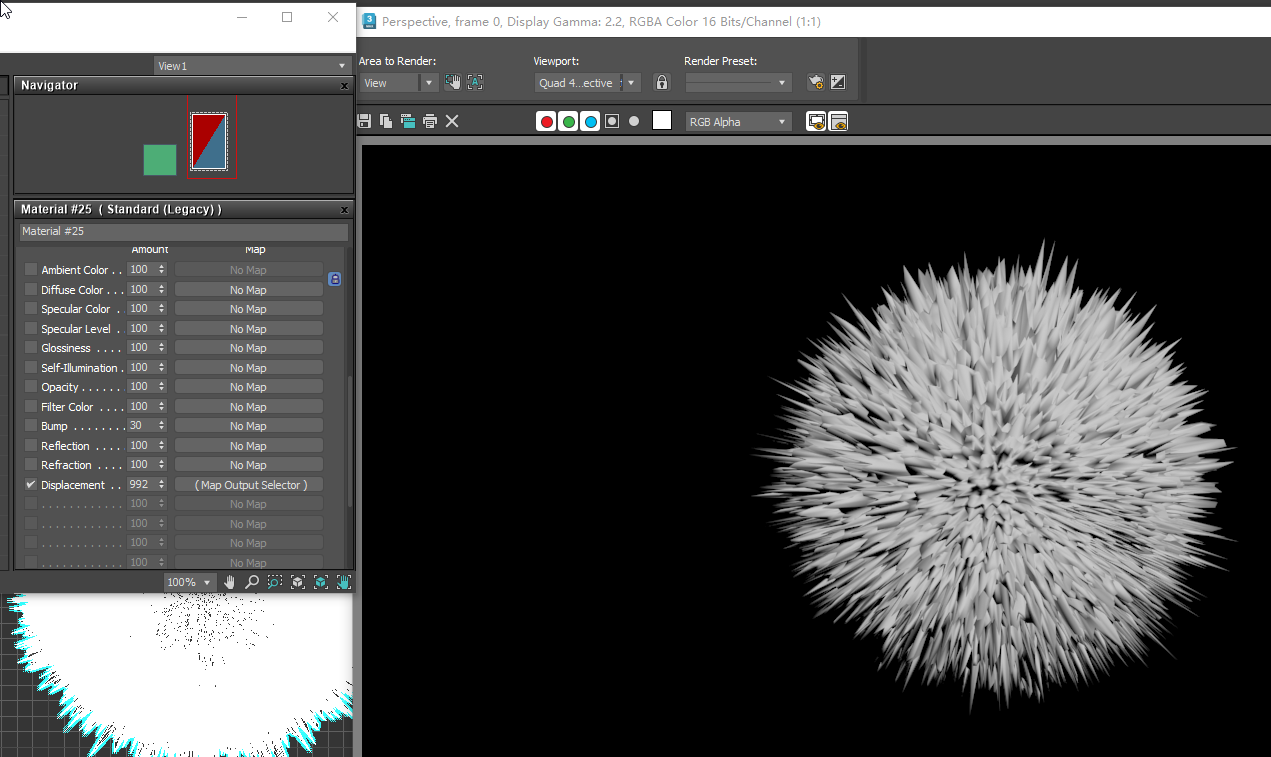 Perspective, frame 0, Display Gamma: 2.2, RGBA Color 16 Bits/Channel (1:1)
View1
Area to Render:
Viewport:
Render Preset:
View
Quad 4...ective
RGB Alpha
Navigator
Material #25 ( Standard (Legacy) )
Material #25
Amount Map
Ambient Color . . 100 No Map
Diffuse Color . . . 100 No Map
Specular Color . 100 No Map
Specular Level . 100 No Map
Glossiness . . . . 100 No Map
Self-Illumination . 100 No Map
Opacity . . . . . . 100 No Map
Filter Color . . . . 100 No Map
Bump . . . . . . . . 30 No Map
Reflection . . . . 100 No Map
Refraction . . . . 100 No Map
Displacement . . 992 ( Map Output Selector )
. . . . . . . . . . . . 100 No Map
. . . . . . . . . . . . 100 No Map
. . . . . . . . . . . . 100 No Map
. . . . . . . . . . . . 100 No Map
100%